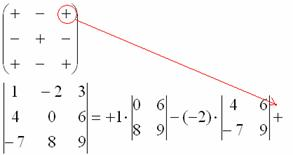 + − +
− + −
+ − +
1 −2 3
4 0 6
−7 8 9
= +1·
0 6
8 9
−(−2)·
4 6
−7 9
+